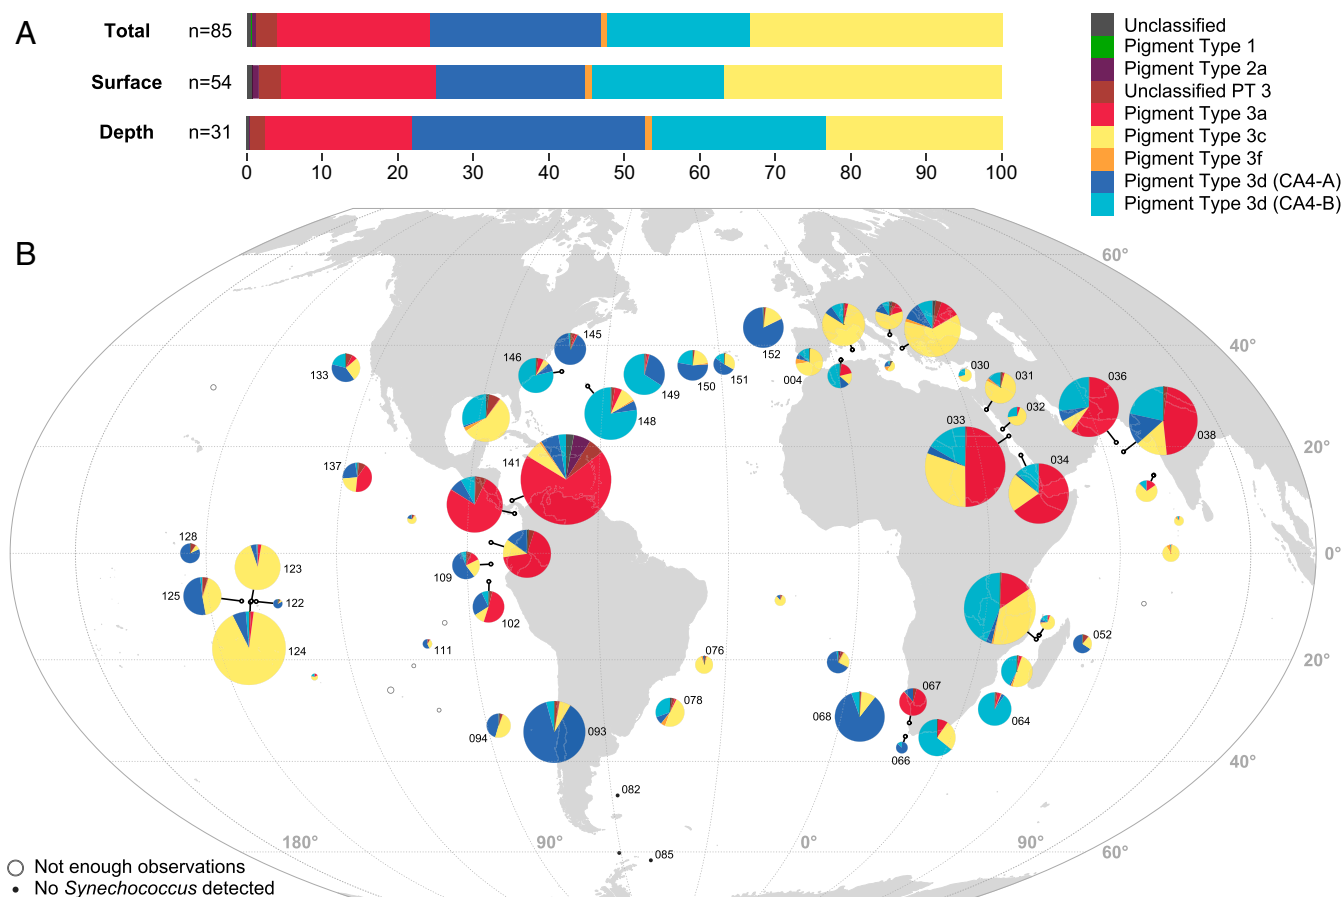 A
Total n=85
Surface n=54
Depth n=31
0 10 20 30 40 50 60 70 80 90 100
Unclassified
Pigment Type 1
Pigment Type 2a
Unclassified PT 3
Pigment Type 3a
Pigment Type 3c
Pigment Type 3f
Pigment Type 3d (CA4-A)
Pigment Type 3d (CA4-B)
B
60°
145
152
40°
146
133
149
150
151
004
030
031
036
032
148
033
038
20°
141
137
034
128
0°
123
109
125
122
102
052
111
124
076
20°
078
067
068
064
093
094
066
40°
082
180°
90°
0°
90°
60°
085
Not enough observations
No Synechococcus detected